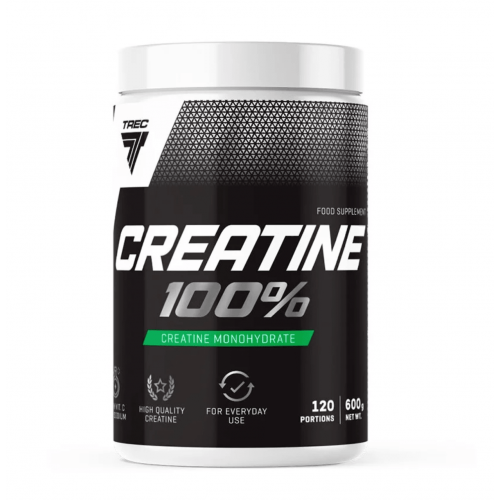 TREC
FOOD SUPPLEMENT
CREATINE
100%
CREATINE MONOHYDRATE
HIGH QUALITY
CREATINE
FOR EVERYDAY
USE
120
PORTIONS
600g
NET WT.